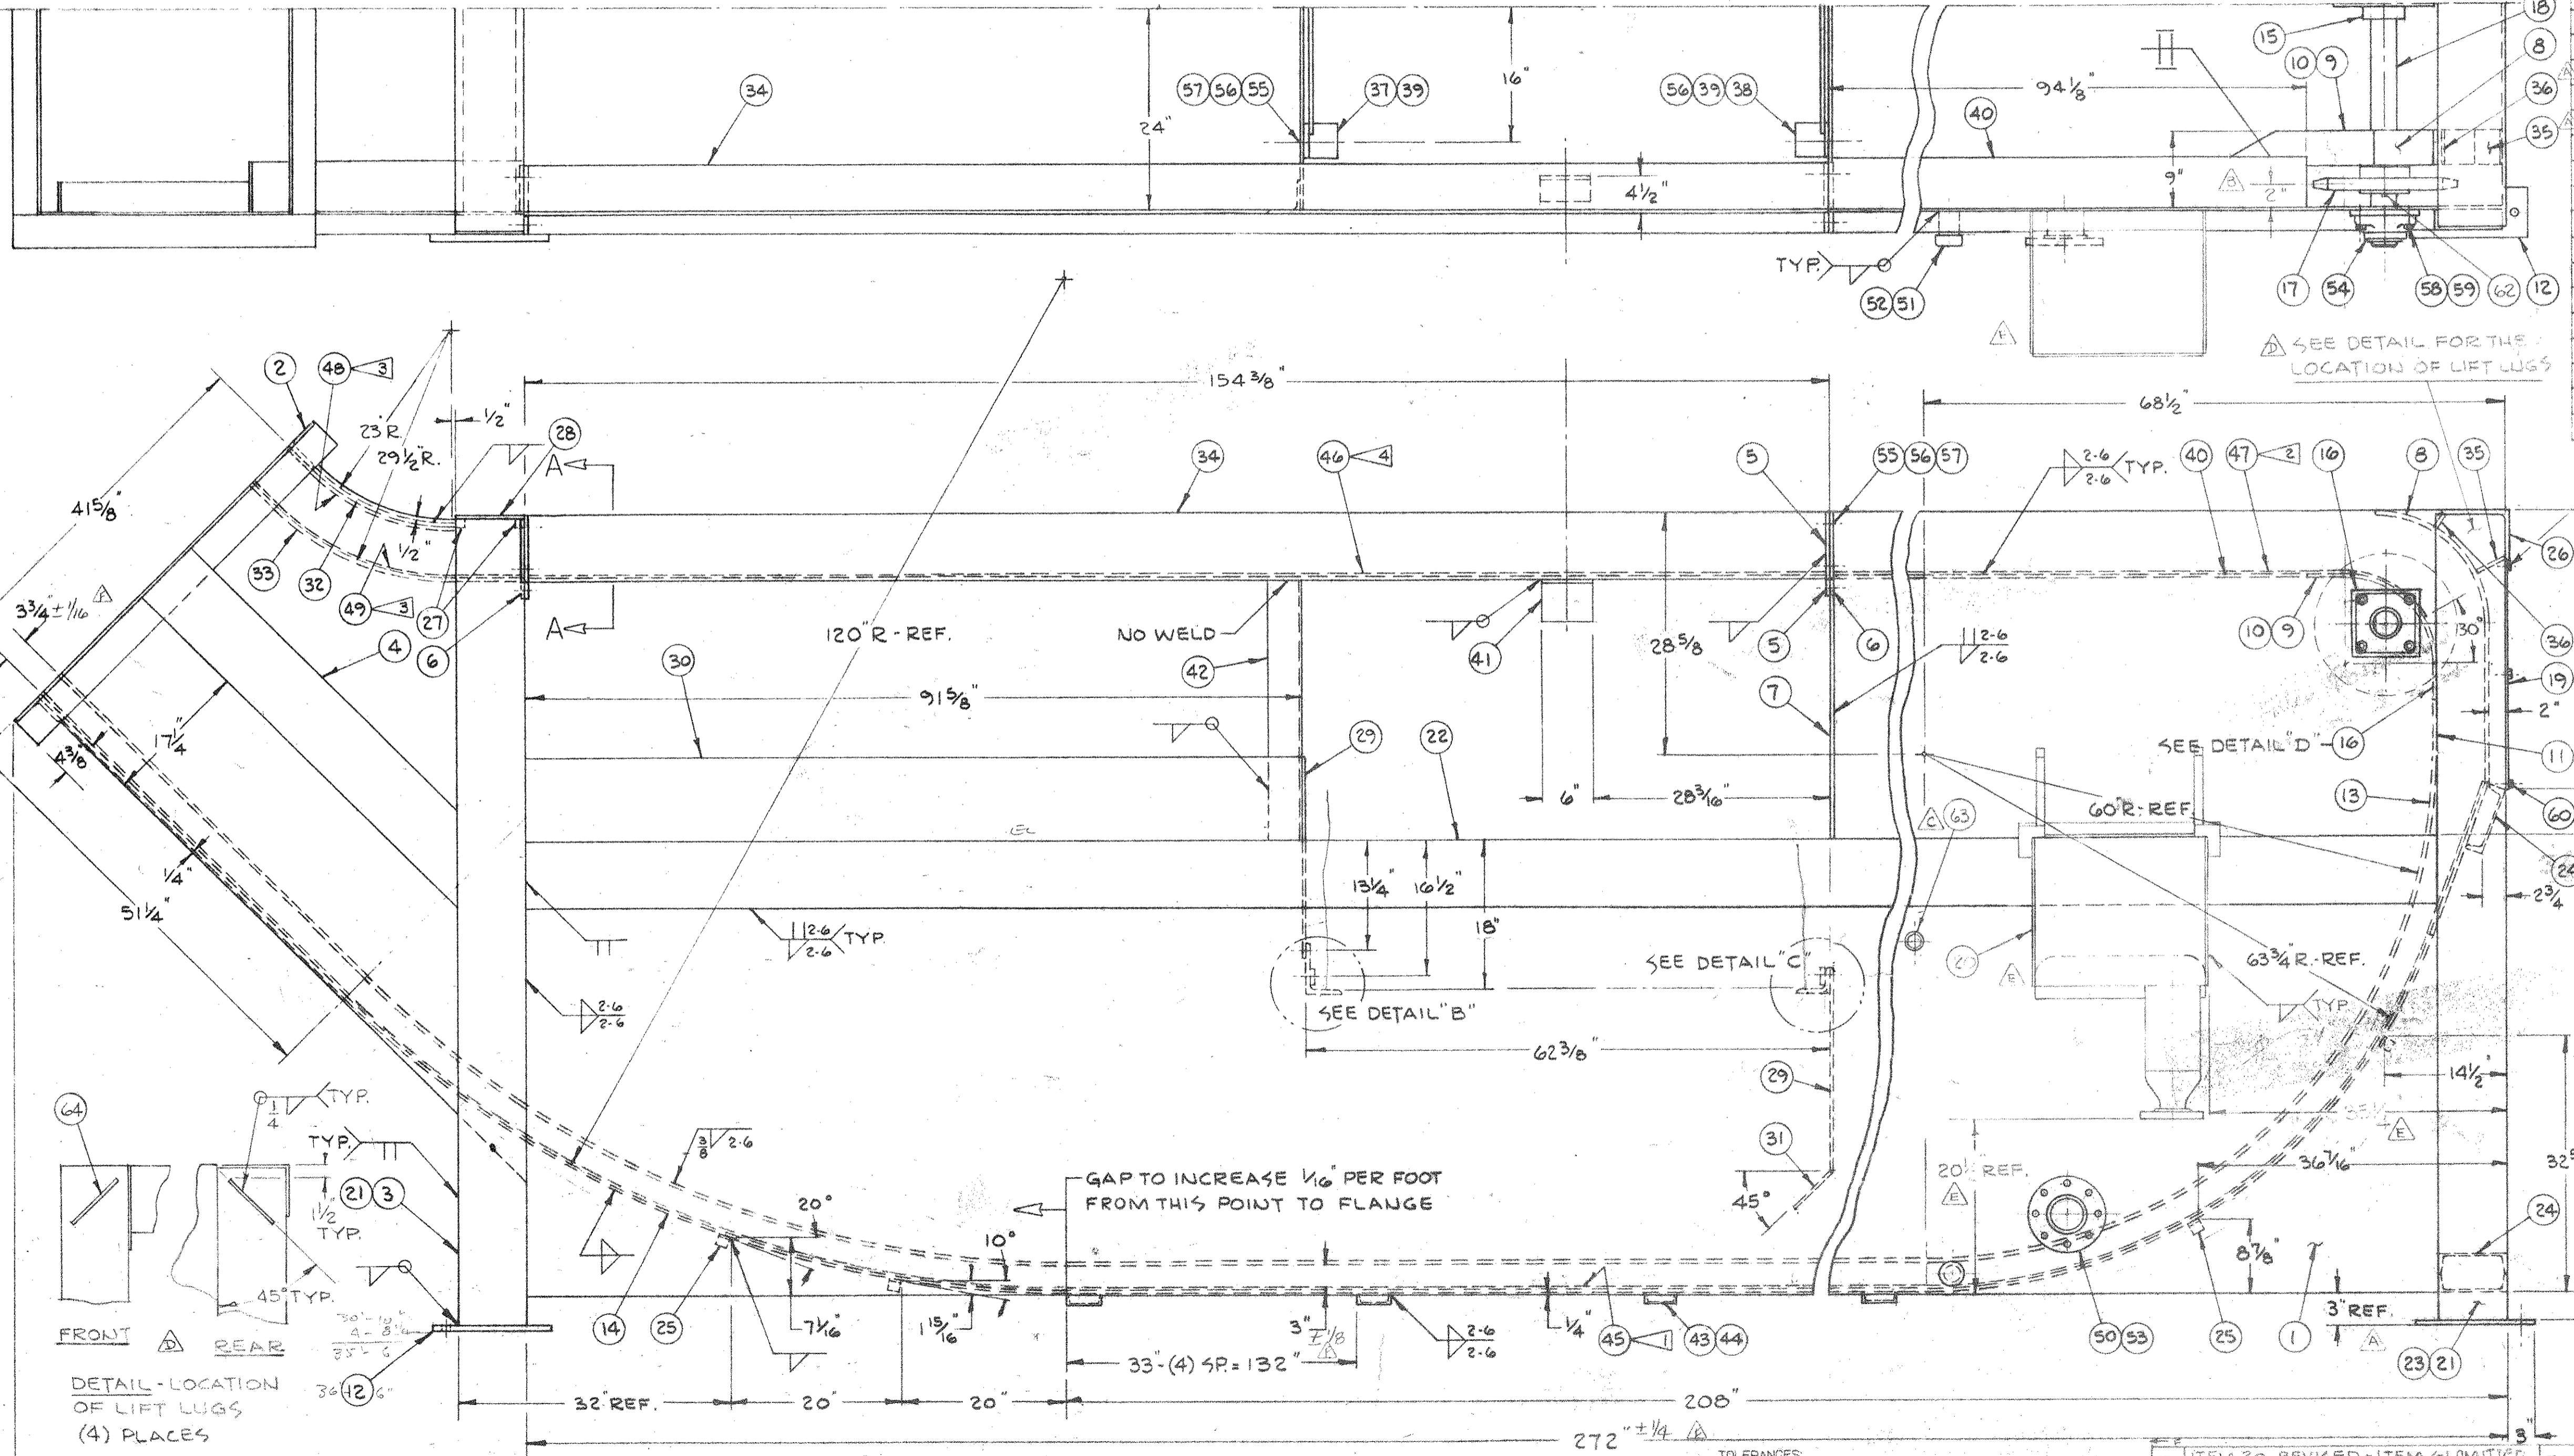 34
24"
57 56 55
37 39
16"
56 39 38
4 1/2"
94 1/8"
40
15
18
8
10 9
36
35
9"
B
2"
TYP.
52 51
17
54
58 59
62
12
F
D SEE DETAIL FOR THE
LOCATION OF LIFT LUGS
2
48 3
23"R.
29 1/2"R.
1/2"
28
A
154 3/8"
68 1/2"
34
46 4
5
55 56 57
2-6
2-6
TYP.
40
47 2
16
8
35
41 5/8"
33
32
1/2"
49 3
27
4
6
A
120"R-REF.
NO WELD
42
41
28 5/8
5
6
2-6
2-6
10 9
30°
26
36
19
2"
3 3/4" ± 1/16
30
91 5/8"
7
29
22
SEE DETAIL "D"
16
11
17 1/4"
4 3/8"
6"
28 3/16"
C 63
60"R-REF.
13
60
24
2 3/4
1/4"
51 1/4"
2-6
2-6
TYP.
13 1/4"
16 1/2"
18"
SEE DETAIL "C"
SEE DETAIL "B"
E
63 3/4"R.-REF.
TYP
2-6
2-6
62 3/8"
29
14 1/2"
E
31
45°
20
REF.
E
36 7/16"
64
1/4
TYP.
TYP.
21 3
1 1/2"
TYP.
45° TYP.
FRONT
D
REAR
DETAIL-LOCATION
OF LIFT LUGS
(4) PLACES
12
3/8
2-6
GAP TO INCREASE 1/16" PER FOOT
FROM THIS POINT TO FLANGE
20°
10°
14
25
7 1/16"
1 15/16"
3"
33"-(4) SP.=132"
2-6
2-6
1/4"
45 1
43 44
50 53
25
8 7/8"
1
24
3" REF.
A
23 21
32" REF.
20"
20"
208"
272" ± 1/4
3"
TOLERANCES: